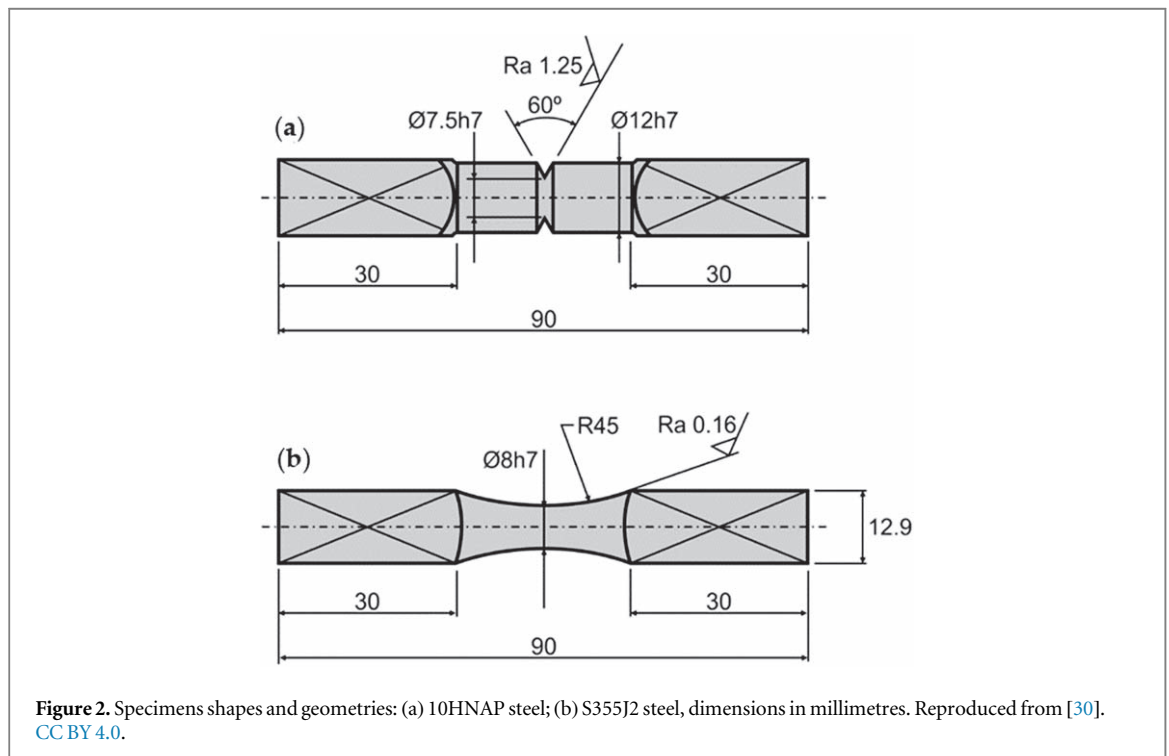 Ra 1.25
60º
(a)
Ø7.5h7
Ø12h7
30
30
90
R45
Ra 0.16
(b)
Ø8h7
12.9
30
30
90
Figure 2. Specimens shapes and geometries: (a) 10HNAP steel; (b) S355J2 steel, dimensions in millimetres. Reproduced from [30].
CC BY 4.0.